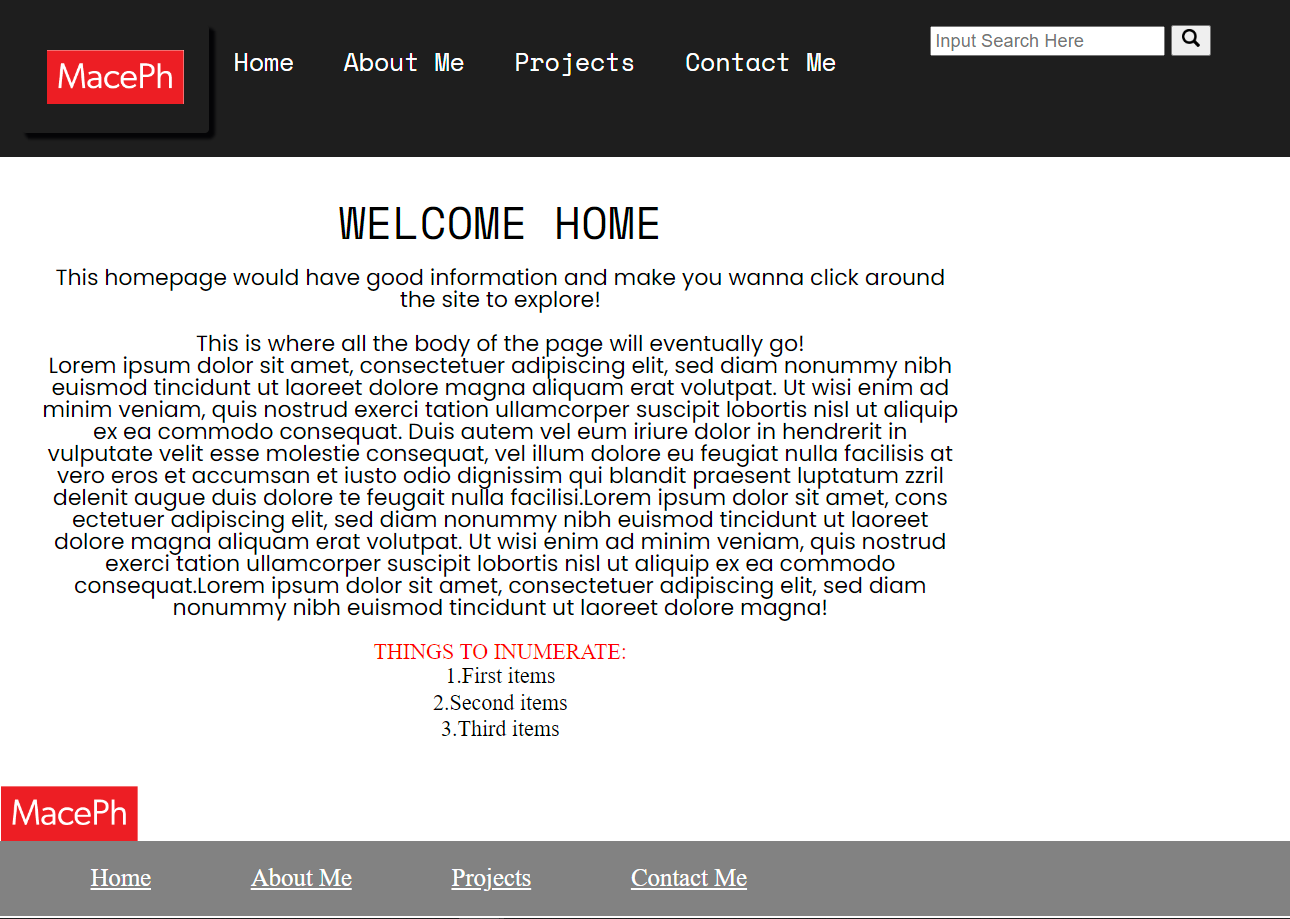 MacePh
Home About Me Projects Contact Me
Input Search Here
WELCOME HOME
This homepage would have good information and make you wanna click around
the site to explore!
This is where all the body of the page will eventually go!
Lorem ipsum dolor sit amet, consectetuer adipiscing elit, sed diam nonummy nibh
euismod tincidunt ut laoreet dolore magna aliquam erat volutpat. Ut wisi enim ad
minim veniam, quis nostrud exerci tation ullamcorper suscipit lobortis nisl ut aliquip
ex ea commodo consequat. Duis autem vel eum iriure dolor in hendrerit in
vulputate velit esse molestie consequat, vel illum dolore eu feugiat nulla facilisis at
vero eros et accumsan et iusto odio dignissim qui blandit praesent luptatum zzril
delenit augue duis dolore te feugait nulla facilisi.Lorem ipsum dolor sit amet, cons
ectetuer adipiscing elit, sed diam nonummy nibh euismod tincidunt ut laoreet
dolore magna aliquam erat volutpat. Ut wisi enim ad minim veniam, quis nostrud
exerci tation ullamcorper suscipit lobortis nisl ut aliquip ex ea commodo
consequat.Lorem ipsum dolor sit amet, consectetuer adipiscing elit, sed diam
nonummy nibh euismod tincidunt ut laoreet dolore magna!
THINGS TO INUMERATE:
1.First items
2.Second items
3.Third items
MacePh
Home About Me Projects Contact Me